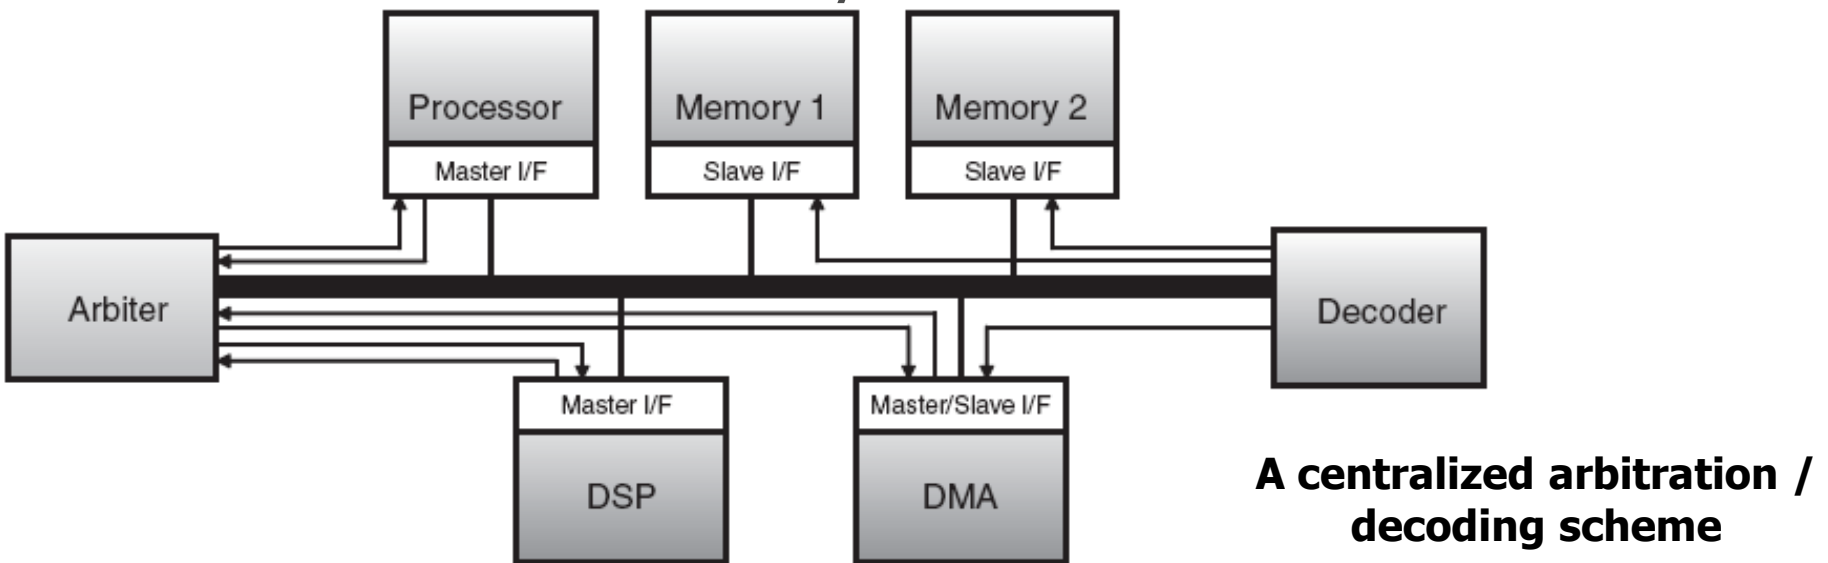 Processor
Memory 1
Memory 2
Master I/F
Slave I/F
Slave I/F
Arbiter
Decoder
Master I/F
Master/Slave I/F
DSP
DMA
A centralized arbitration /
decoding scheme